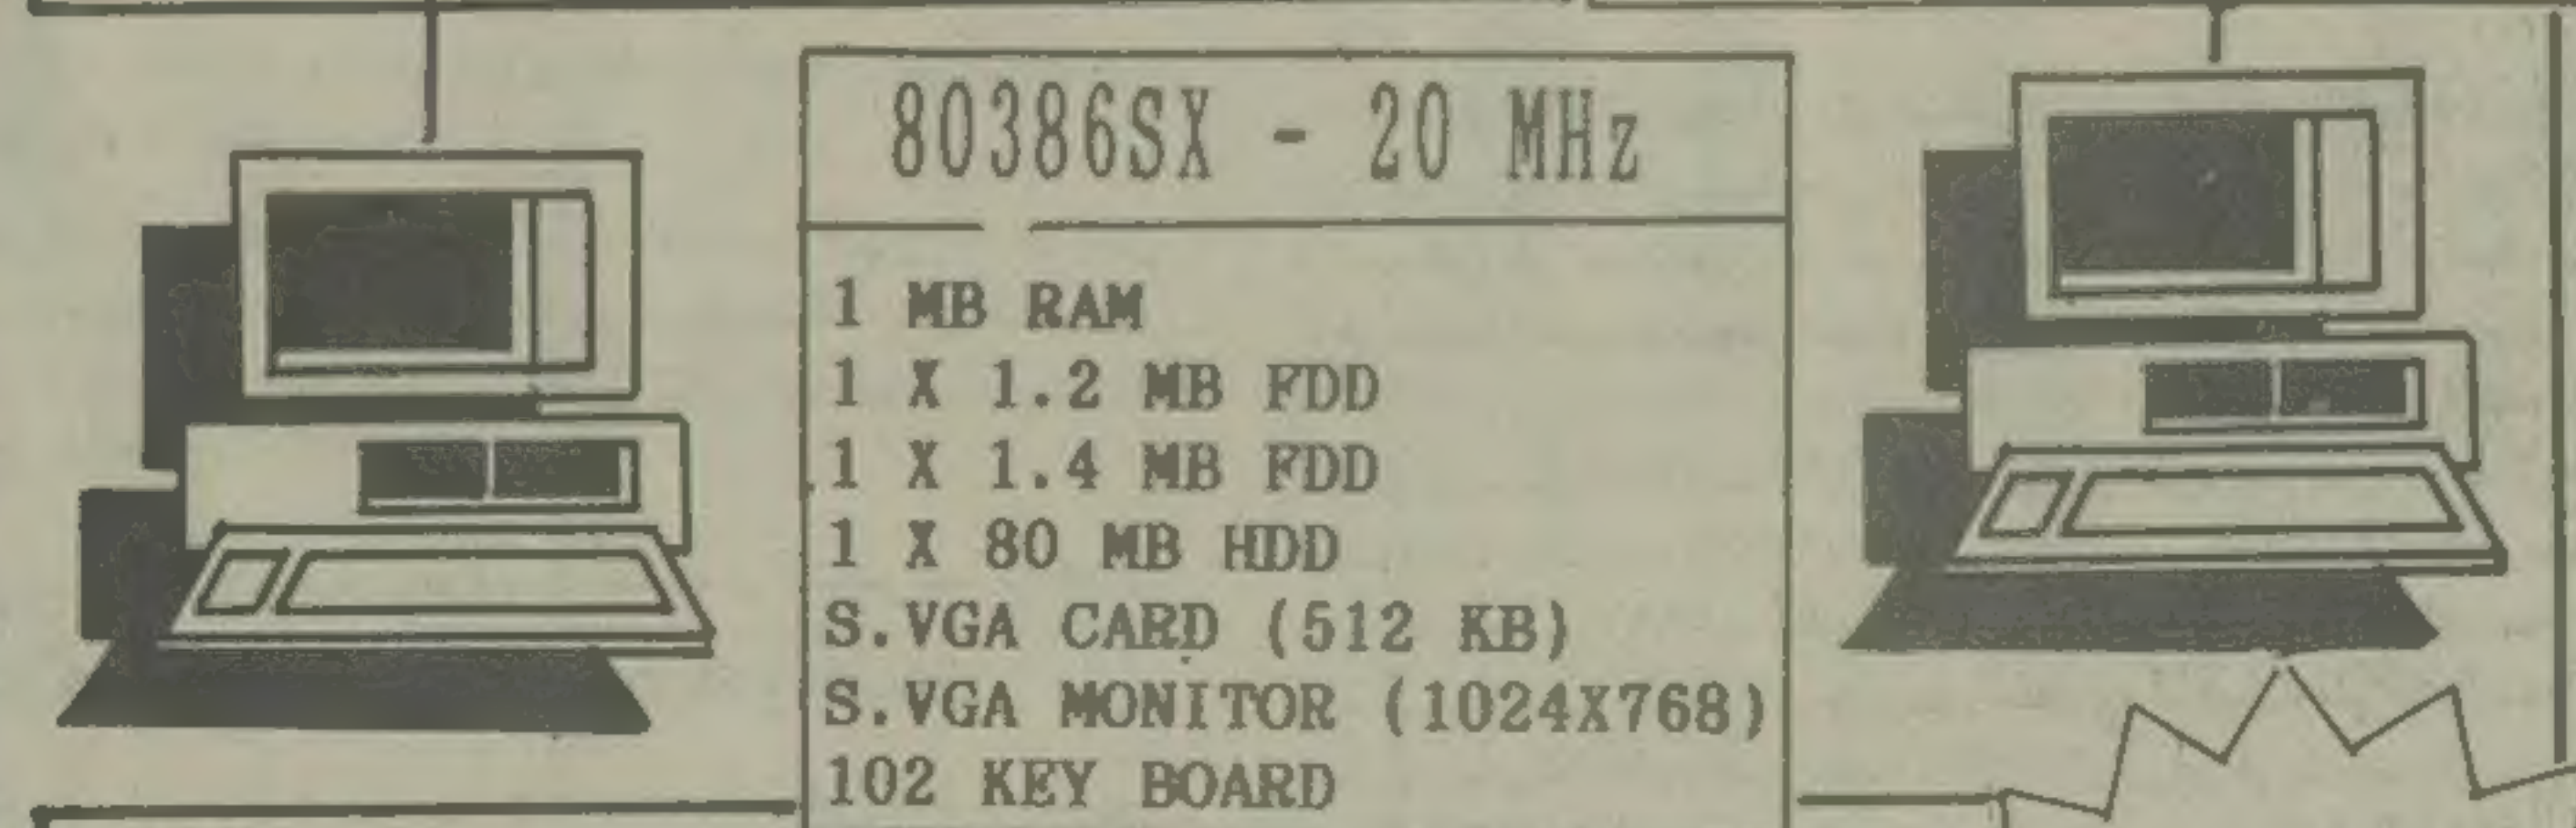 80386SX - 20 MHz
1 MB RAM
1 X 1.2 MB FDD
1 X 1.4 MB FDD
1 X 80 MB HDD
S.VGA CARD (512 KB)
S.VGA MONITOR (1024X768)
102 KEY BOARD